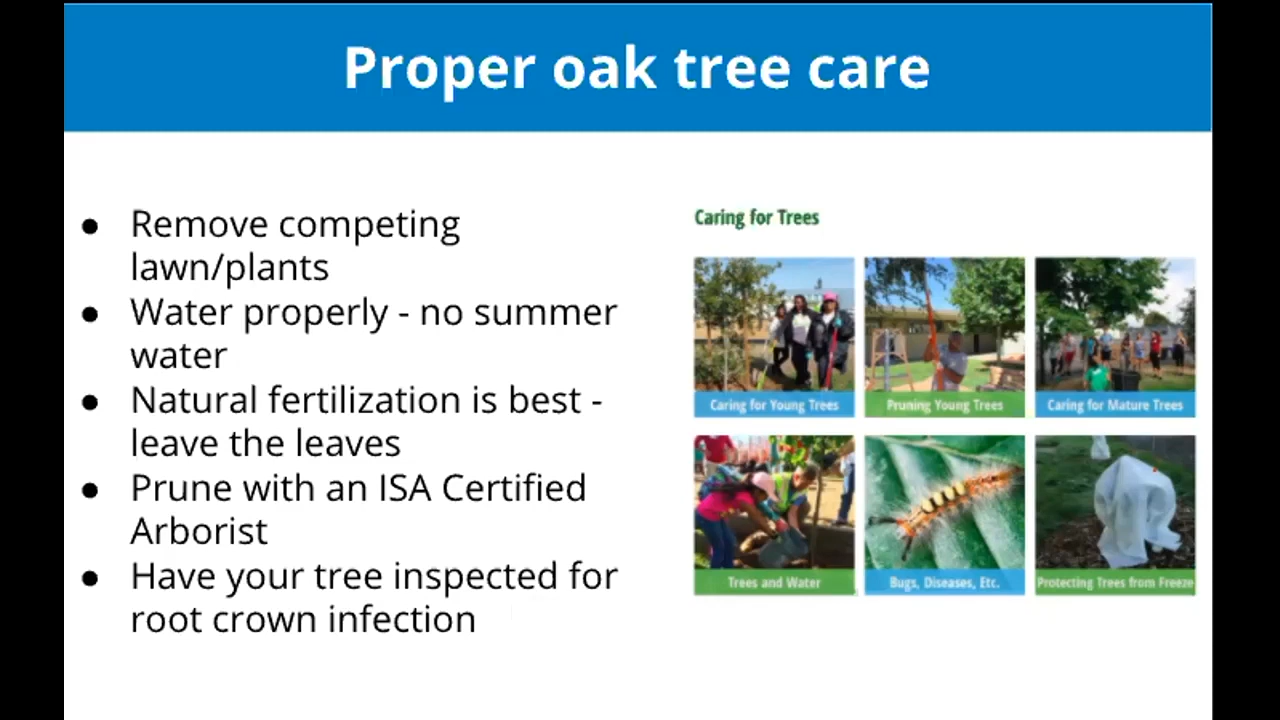 Proper oak tree care
● Remove competing
lawn/plants
● Water properly - no summer
water
● Natural fertilization is best -
leave the leaves
● Prune with an ISA Certified
Arborist
● Have your tree inspected for
root crown infection
Caring for Trees
Caring for Young Trees
Pruning Young Trees
Caring for Mature Trees
Trees and Water
Bugs, Diseases, Etc.
Protecting Trees from Freeze